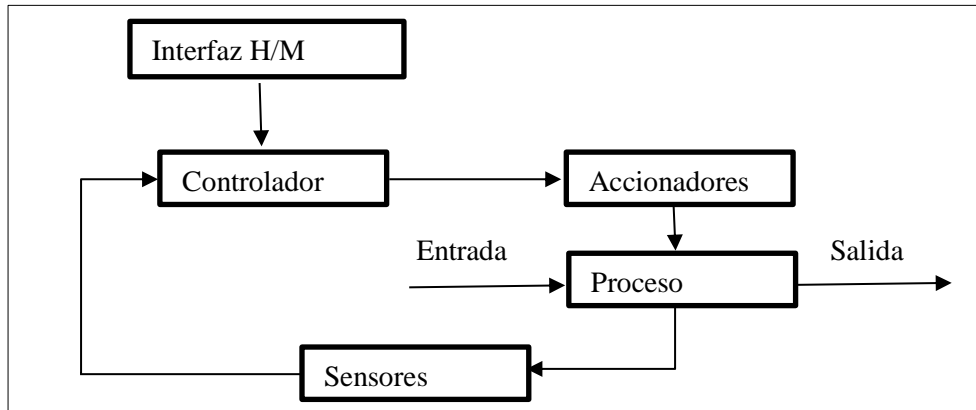 Interfaz H/M
Controlador
Accionadores
Entrada
Salida
Proceso
Sensores